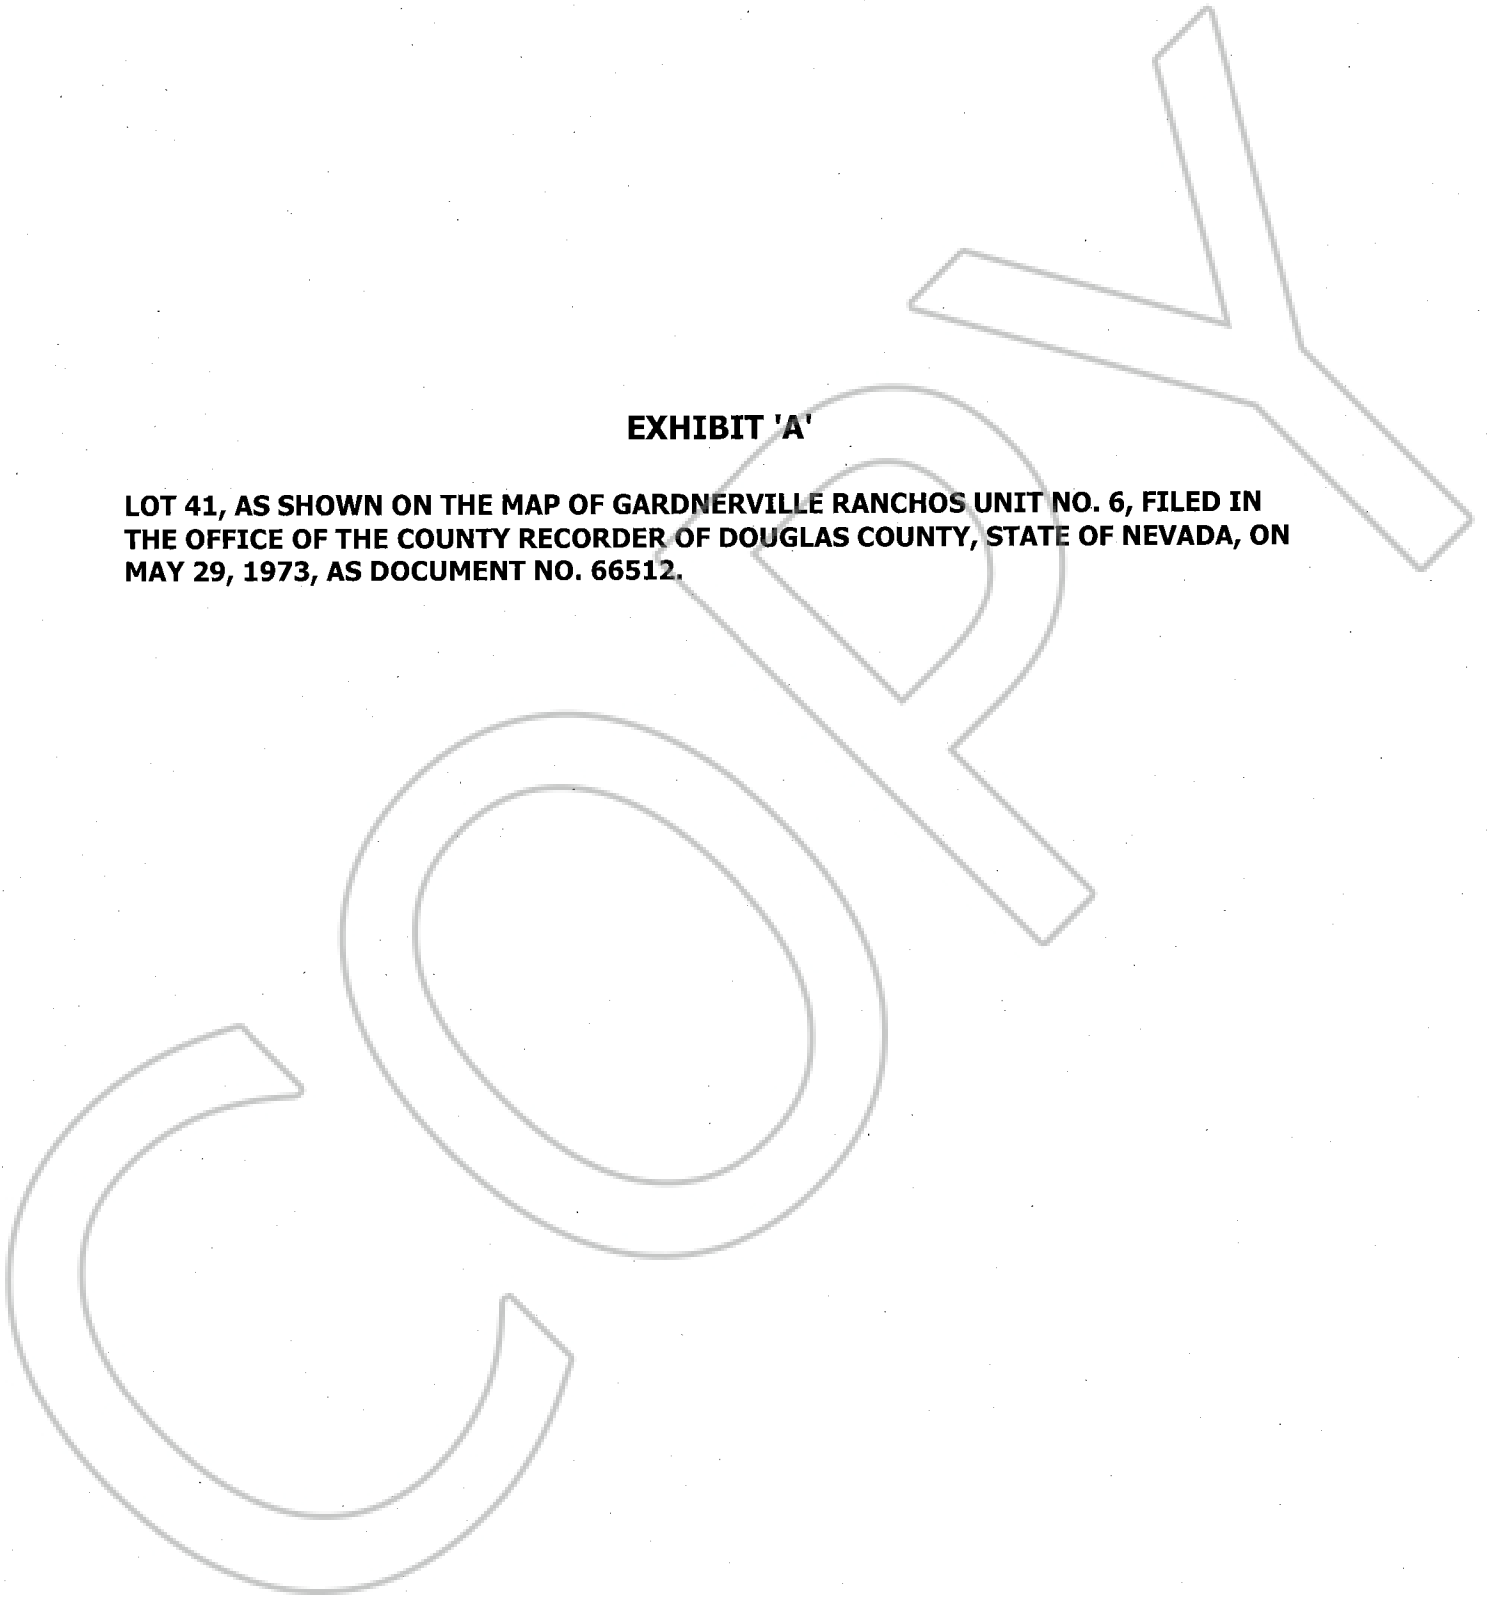 EXHIBIT 'A'
LOT 41, AS SHOWN ON THE MAP OF GARDNERVILLE RANCHOS UNIT NO. 6, FILED IN
THE OFFICE OF THE COUNTY RECORDER OF DOUGLAS COUNTY, STATE OF NEVADA, ON
MAY 29, 1973, AS DOCUMENT NO. 66512.
COPY